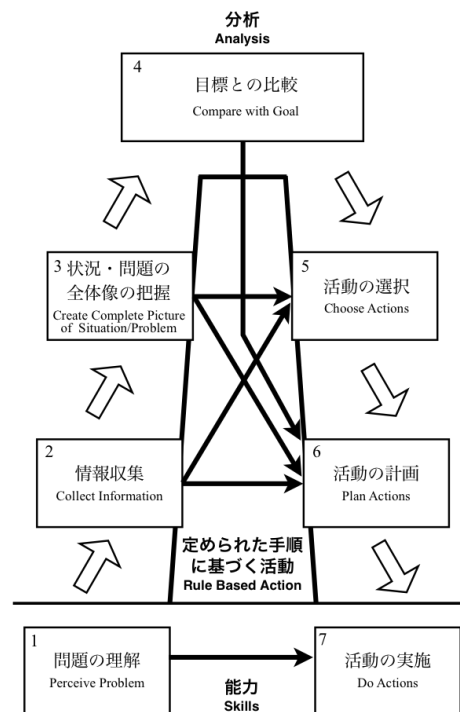 分析
Analysis
4
目標との比較
Compare with Goal
3
状況・問題の
全体像の把握
Create Complete Picture
of Situation/Problem
5
活動の選択
Choose Actions
2
情報収集
Collect Information
6
活動の計画
Plan Actions
定められた手順
に基づく活動
Rule Based Action
1
問題の理解
Perceive Problem
7
活動の実施
Do Actions
能力
Skills